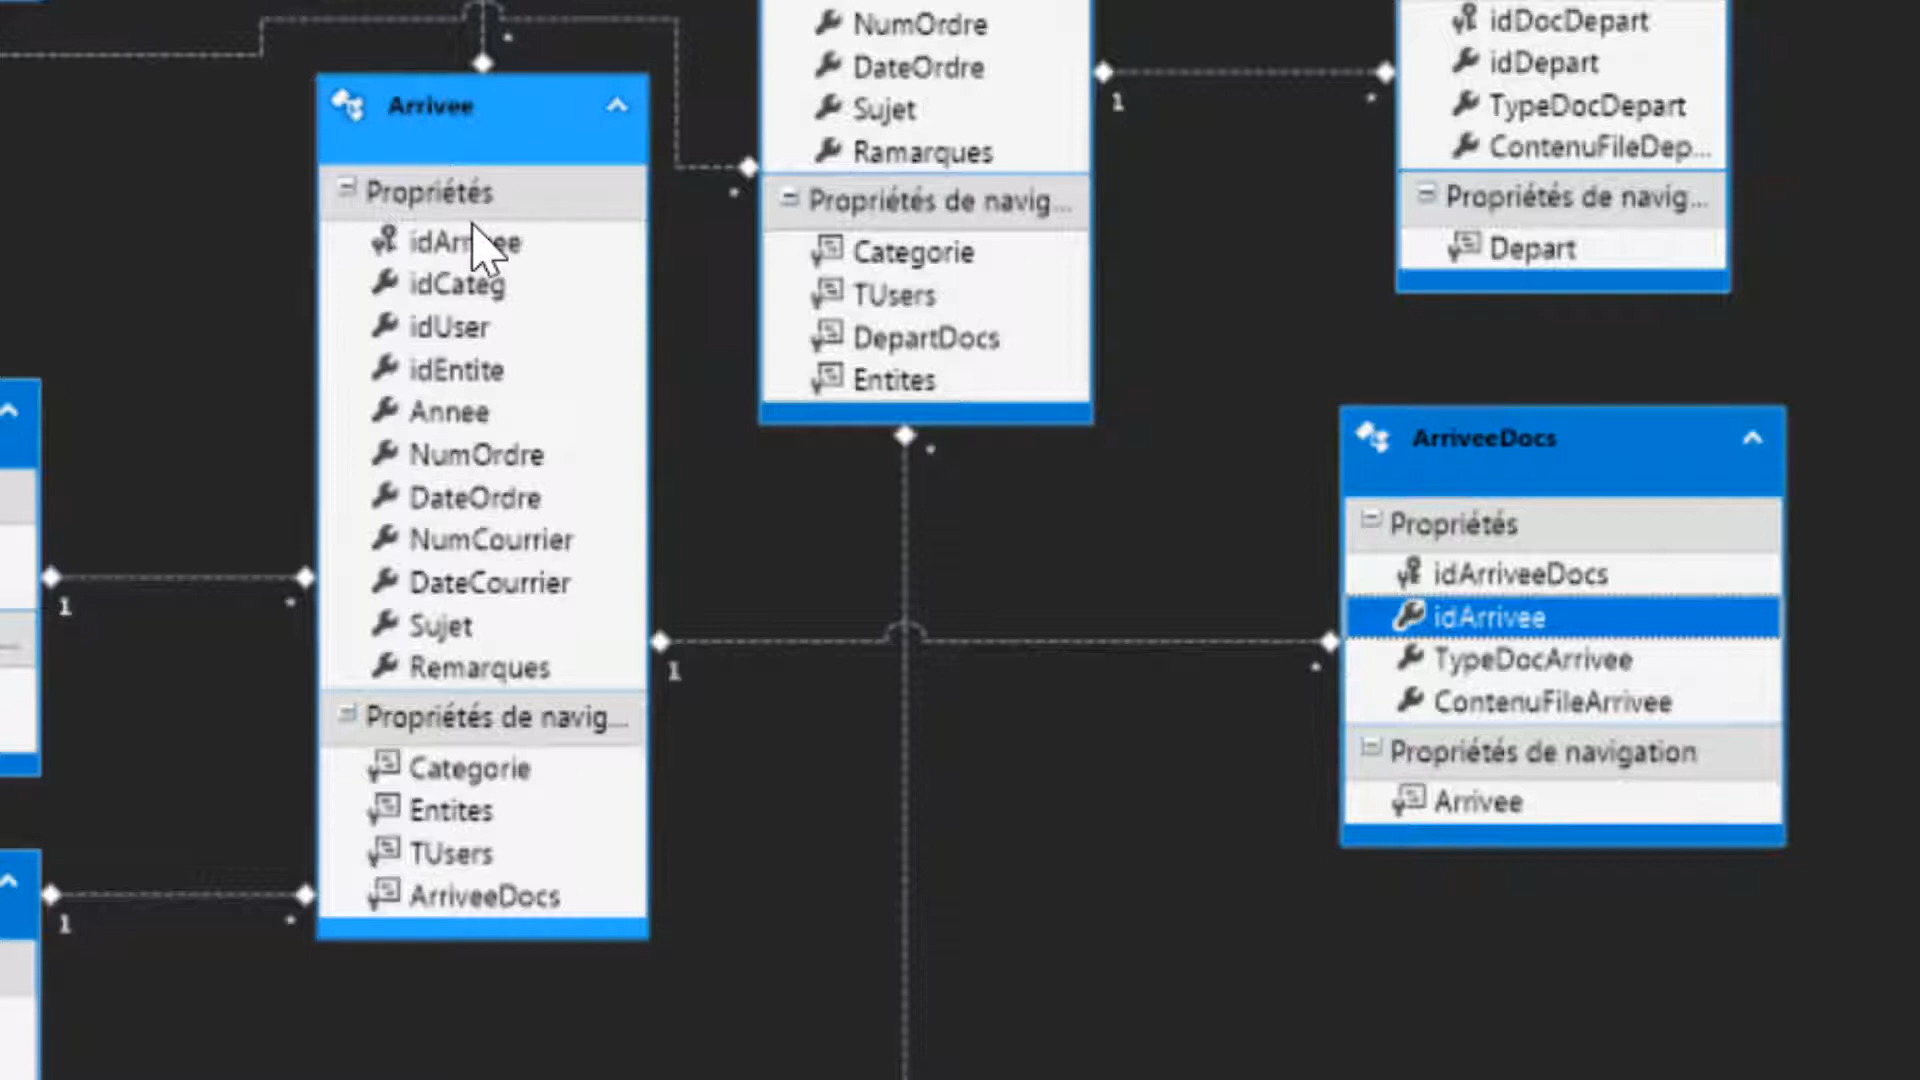 Arrivee
Propriétés
idArrivee
idCateg
idUser
idEntite
Annee
NumOrdre
DateOrdre
NumCourrier
DateCourrier
Sujet
Remarques
Propriétés de navig...
Categorie
Entites
TUsers
ArriveeDocs
NumOrdre
DateOrdre
Sujet
Ramarques
Propriétés de navig...
Categorie
TUsers
DepartDocs
Entites
idDocDepart
idDepart
TypeDocDepart
ContenuFileDep...
Propriétés de navig...
Depart
ArriveeDocs
Propriétés
idArriveeDocs
idArrivee
TypeDocArrivee
ContenuFileArrivee
Propriétés de navigation
Arrivee
1
*
*
*
1
*
1
*
1
*
*